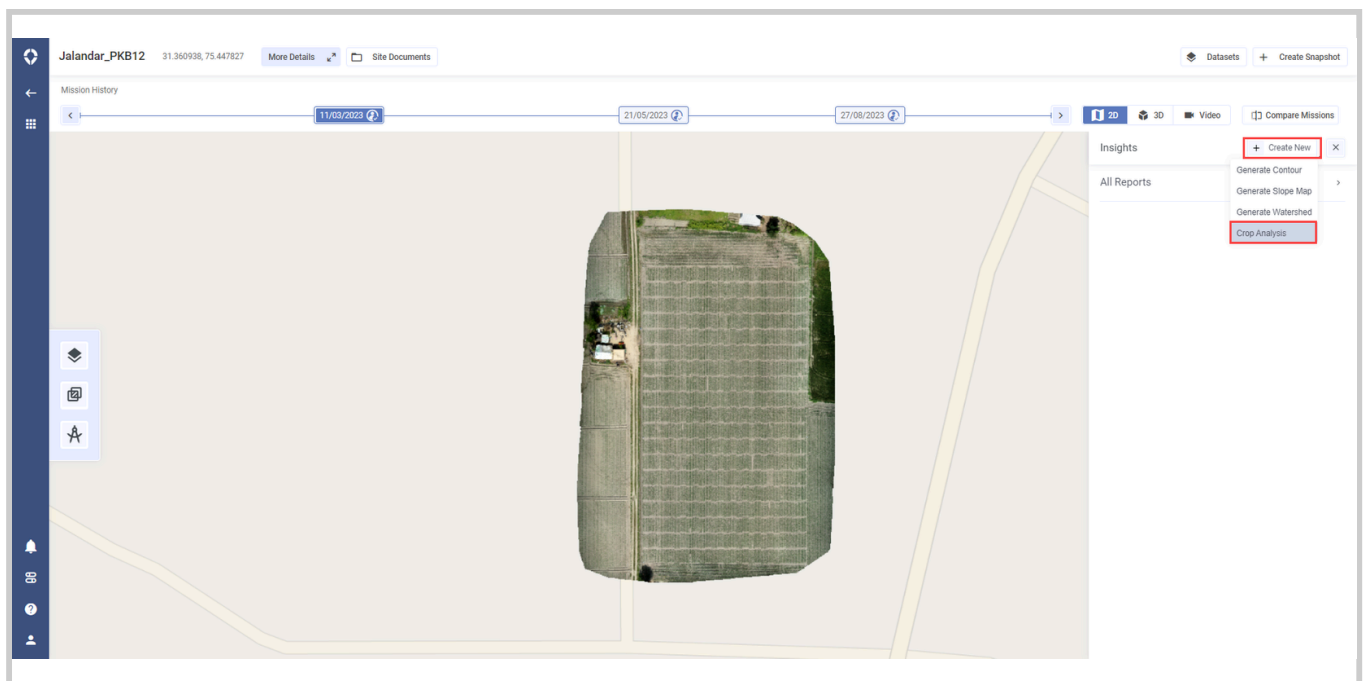 Jalandar_PKB12 31.360938, 75.447827 More Details Site Documents Datasets + Create Snapshot
Mission History
11/03/2023 21/05/2023 27/08/2023 2D 3D Video Compare Missions
Insights + Create New
Generate Contour
All Reports
Generate Slope Map
Generate Watershed
Crop Analysis